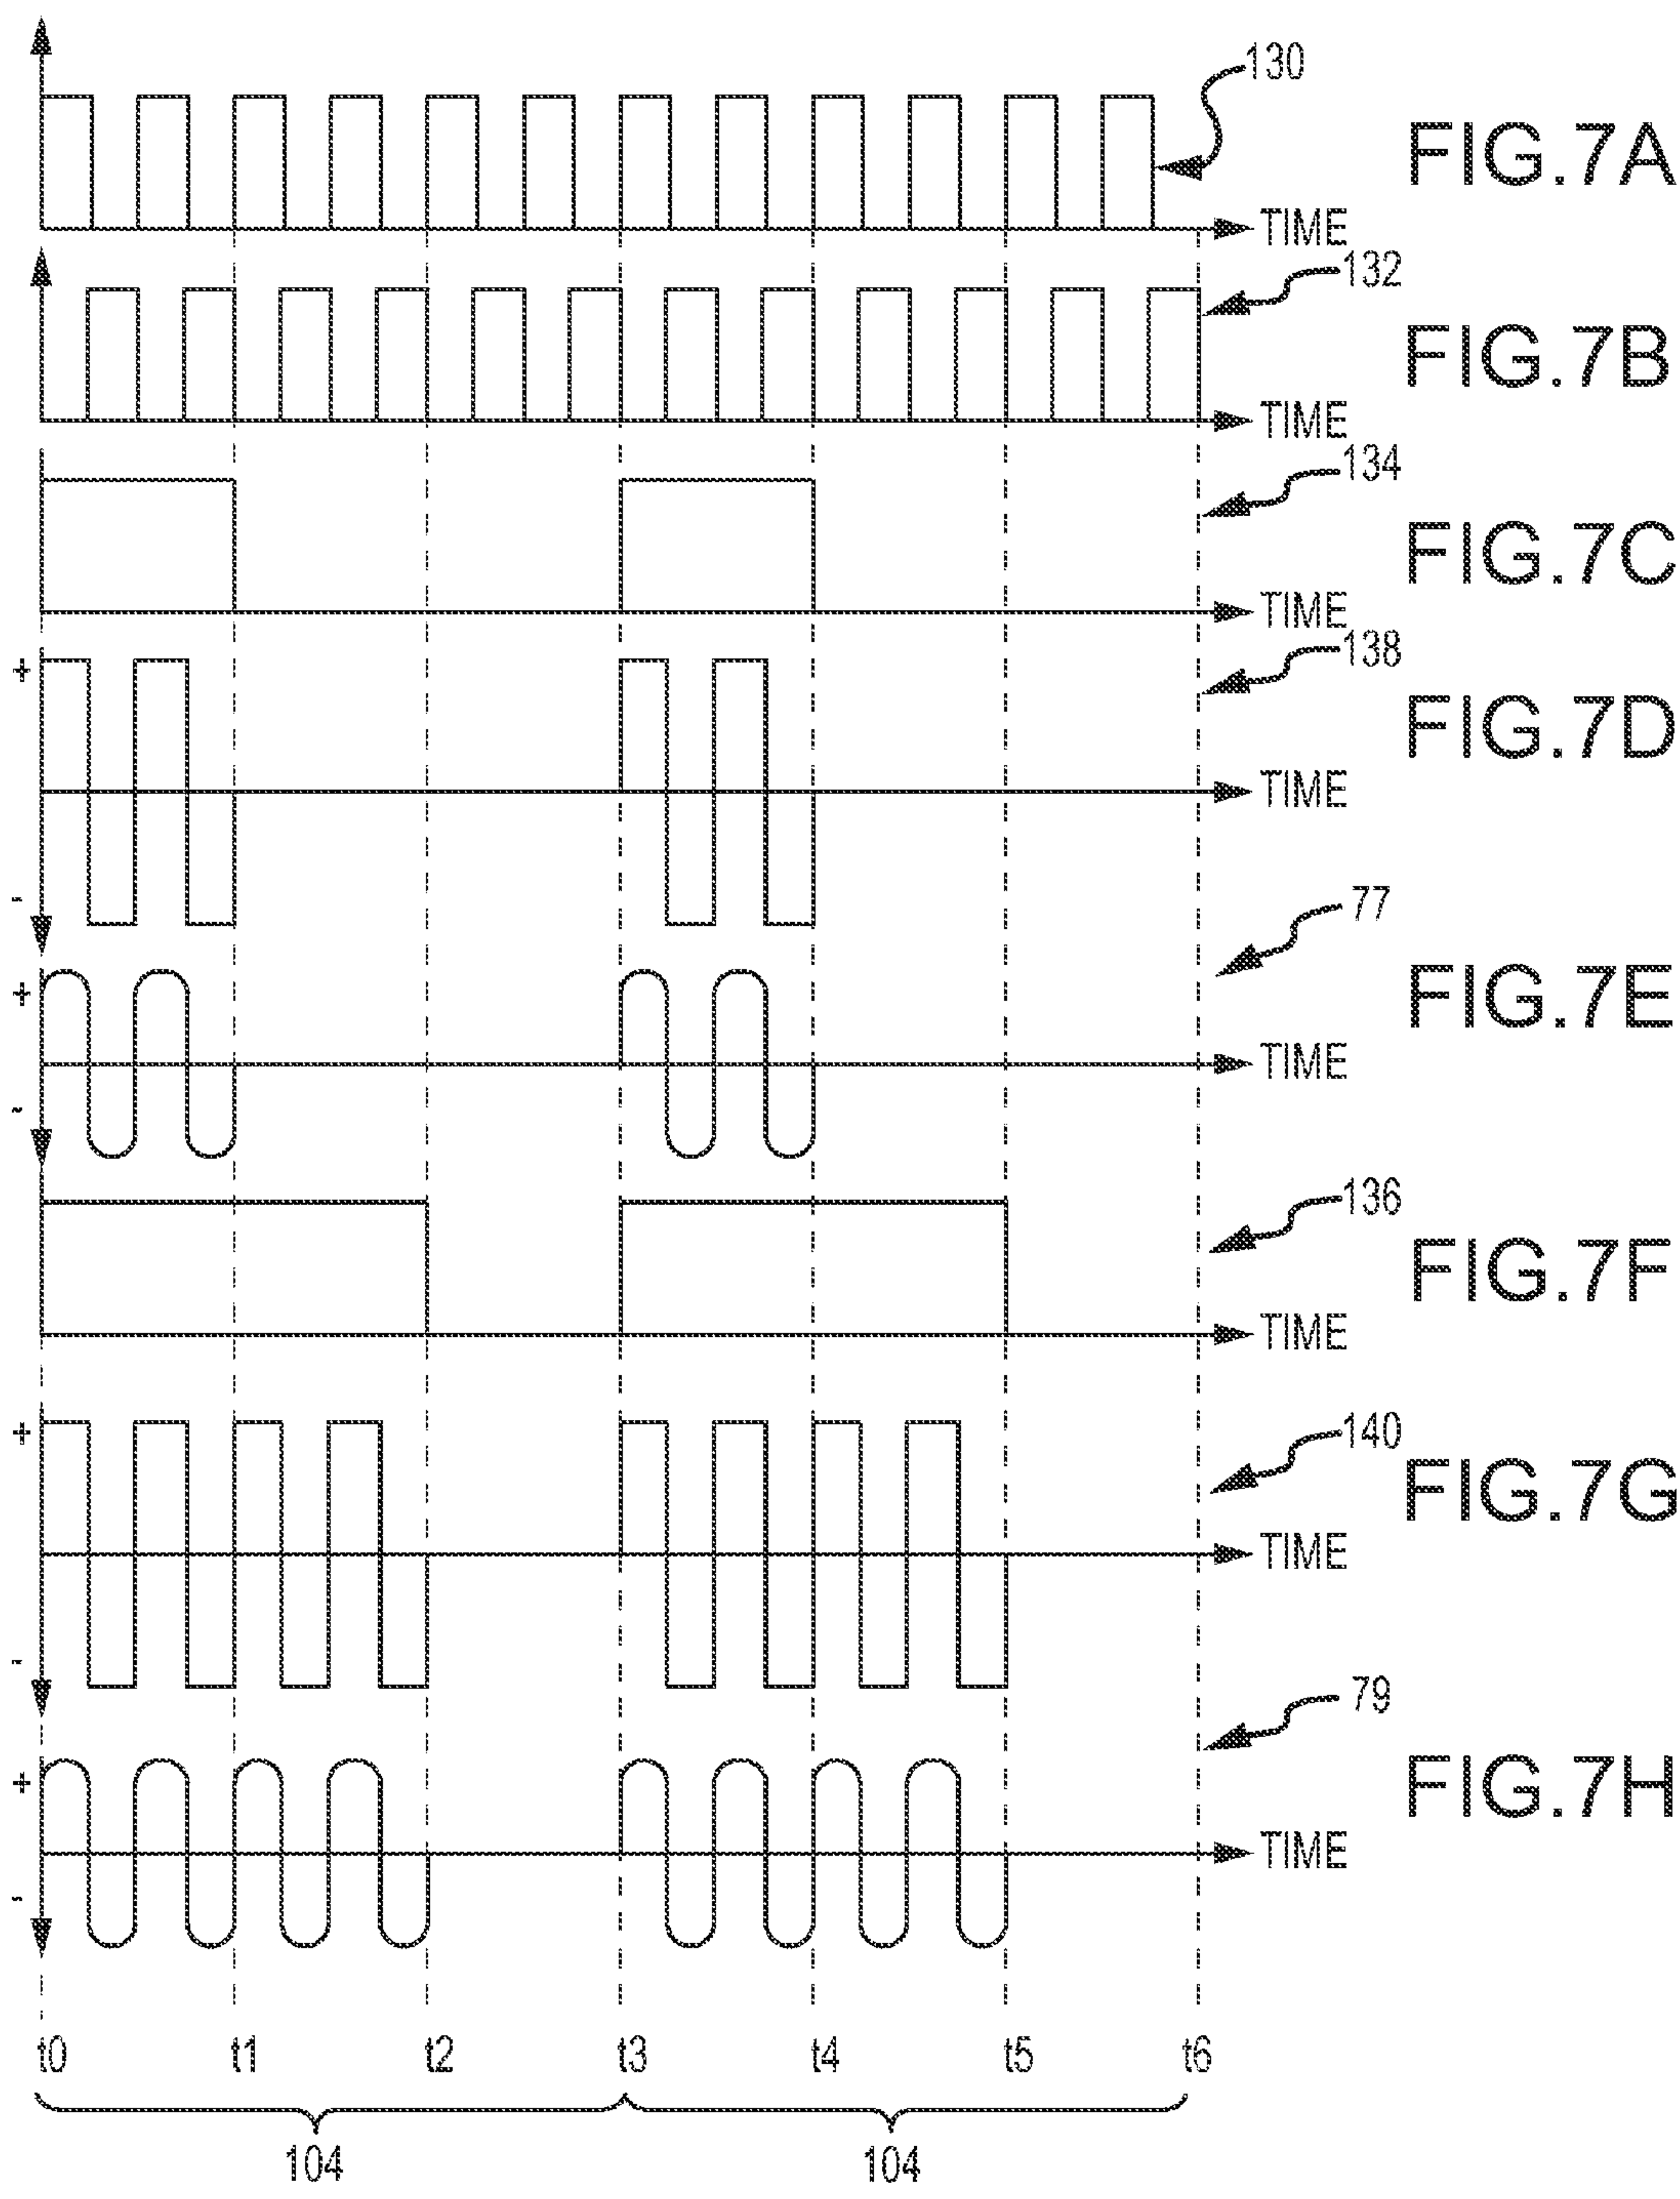 130
FIG.7A
TIME
132
FIG.7B
TIME
134
FIG.7C
TIME
138
+
FIG.7D
TIME
-
77
+
FIG.7E
TIME
-
136
FIG.7F
TIME
+
140
FIG.7G
TIME
-
79
+
FIG.7H
TIME
-
t0 t1 t2 t3 t4 t5 t6
104 104